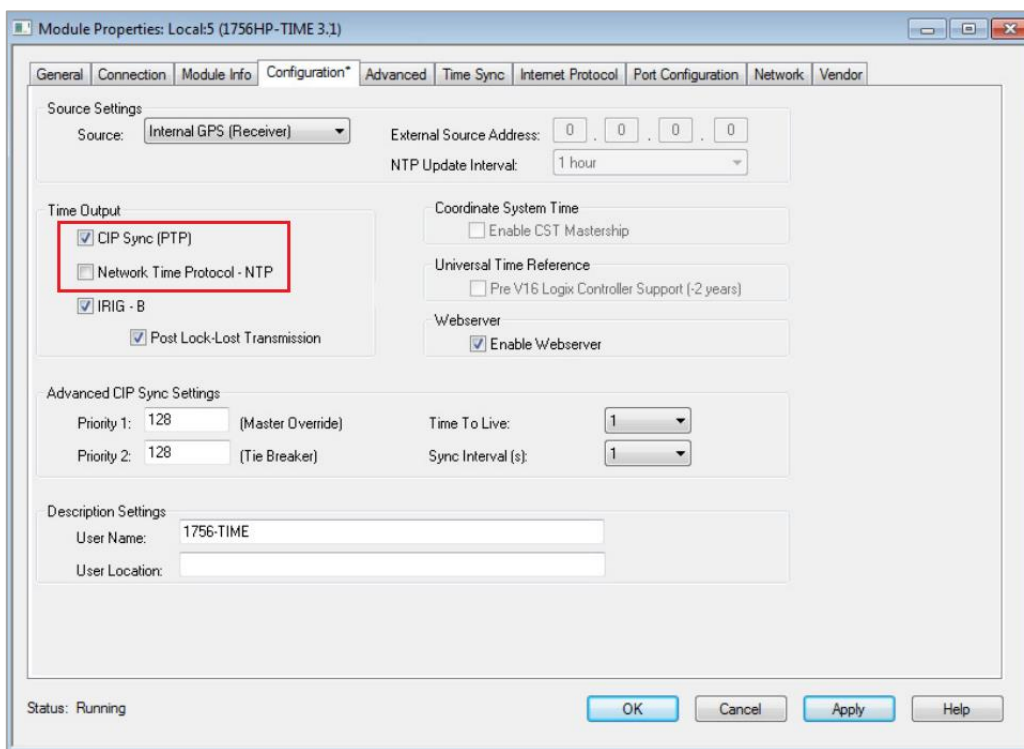 Module Properties: Local:5 (1756HP-TIME 3.1)
General Connection Module Info Configuration* Advanced Time Sync Internet Protocol Port Configuration Network Vendor
Source Settings
Source: Internal GPS (Receiver) External Source Address: 0 . 0 . 0 . 0
NTP Update Interval: 1 hour
Time Output
CIP Sync (PTP)
Network Time Protocol - NTP
IRIG - B
Post Lock-Lost Transmission
Coordinate System Time
Enable CST Mastership
Universal Time Reference
Pre V16 Logix Controller Support (-2 years)
Webserver
Enable Webserver
Advanced CIP Sync Settings
Priority 1: 128 (Master Override) Time To Live: 1
Priority 2: 128 (Tie Breaker) Sync Interval (s): 1
Description Settings
User Name: 1756-TIME
User Location:
Status: Running OK Cancel Apply Help